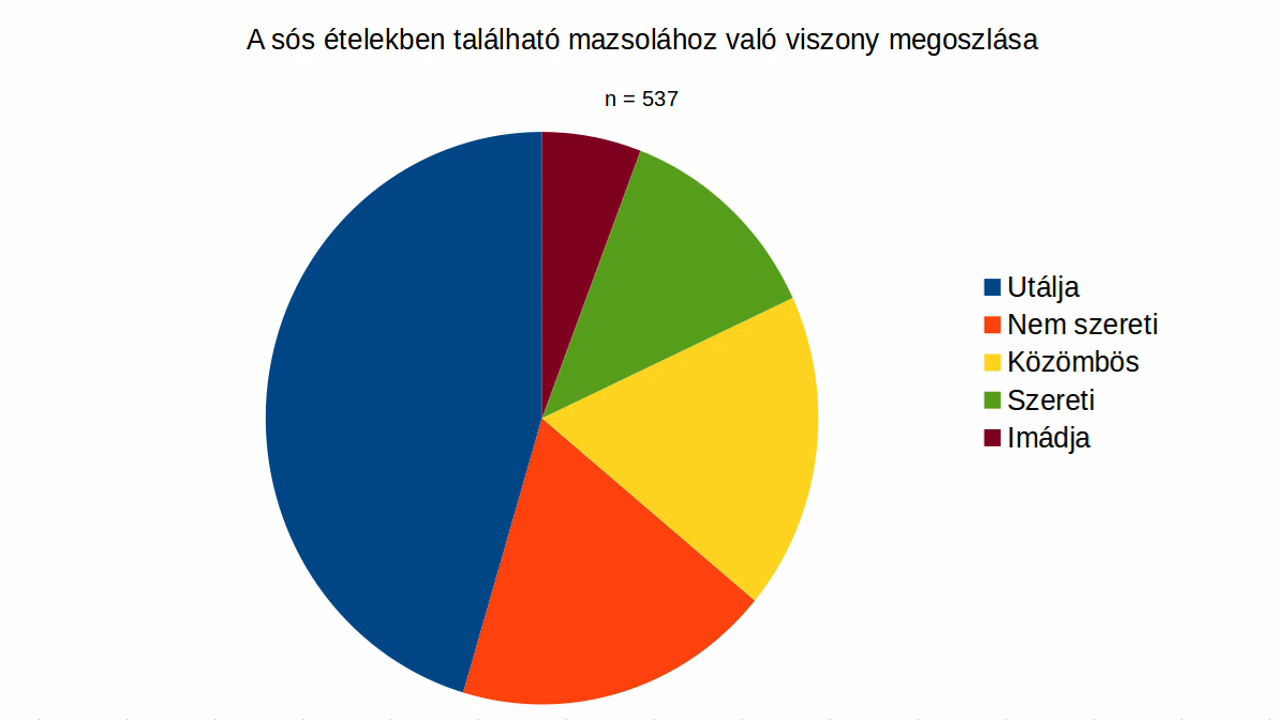 A sós ételekben található mazsolához való viszony megoszlása
n = 537
Utálja
Nem szereti
Közömbös
Szereti
Imádja